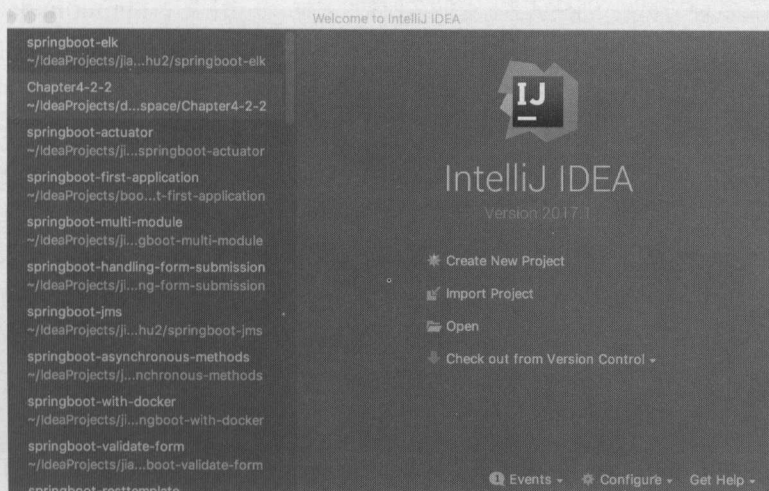 Welcome to IntelliJ IDEA
springboot-elk
~/IdeaProjects/jia...hu2/springboot-elk
Chapter4-2-2
~/IdeaProjects/d...space/Chapter4-2-2
springboot-actuator
~/IdeaProjects/ji...springboot-actuator
springboot-first-application
~/IdeaProjects/boo...t-first-application
springboot-multi-module
~/IdeaProjects/ji...gboot-multi-module
springboot-handling-form-submission
~/IdeaProjects/ji...ng-form-submission
springboot-jms
~/IdeaProjects/ji...hu2/springboot-jms
springboot-asynchronous-methods
~/IdeaProjects/j...nchronous-methods
springboot-with-docker
~/IdeaProjects/ji...ngboot-with-docker
springboot-validate-form
~/IdeaProjects/jia...boot-validate-form
springboot-resttemplate
IJ
IntelliJ IDEA
Version 2017.1
Create New Project
Import Project
Open
Check out from Version Control
Events
Configure
Get Help